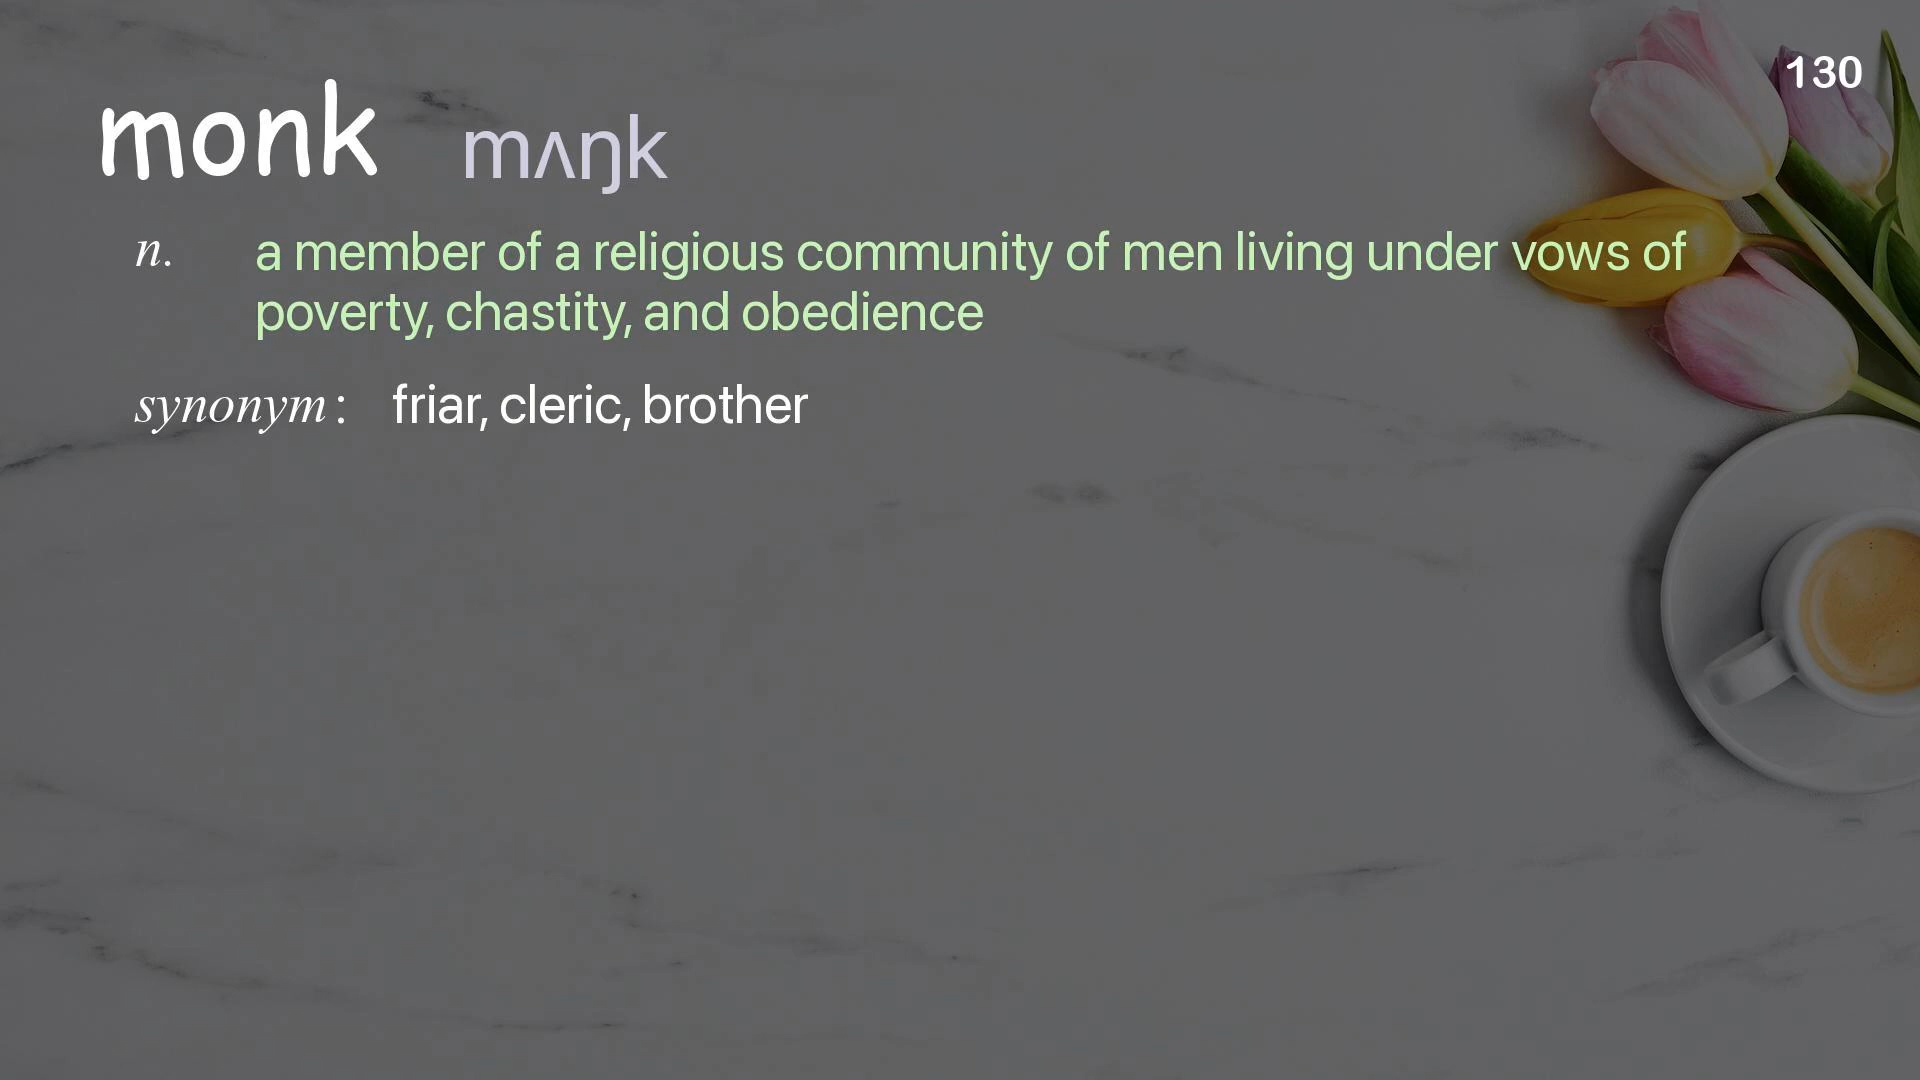 130
monk mʌŋk
n. a member of a religious community of men living under vows of
poverty, chastity, and obedience
synonym: friar, cleric, brother